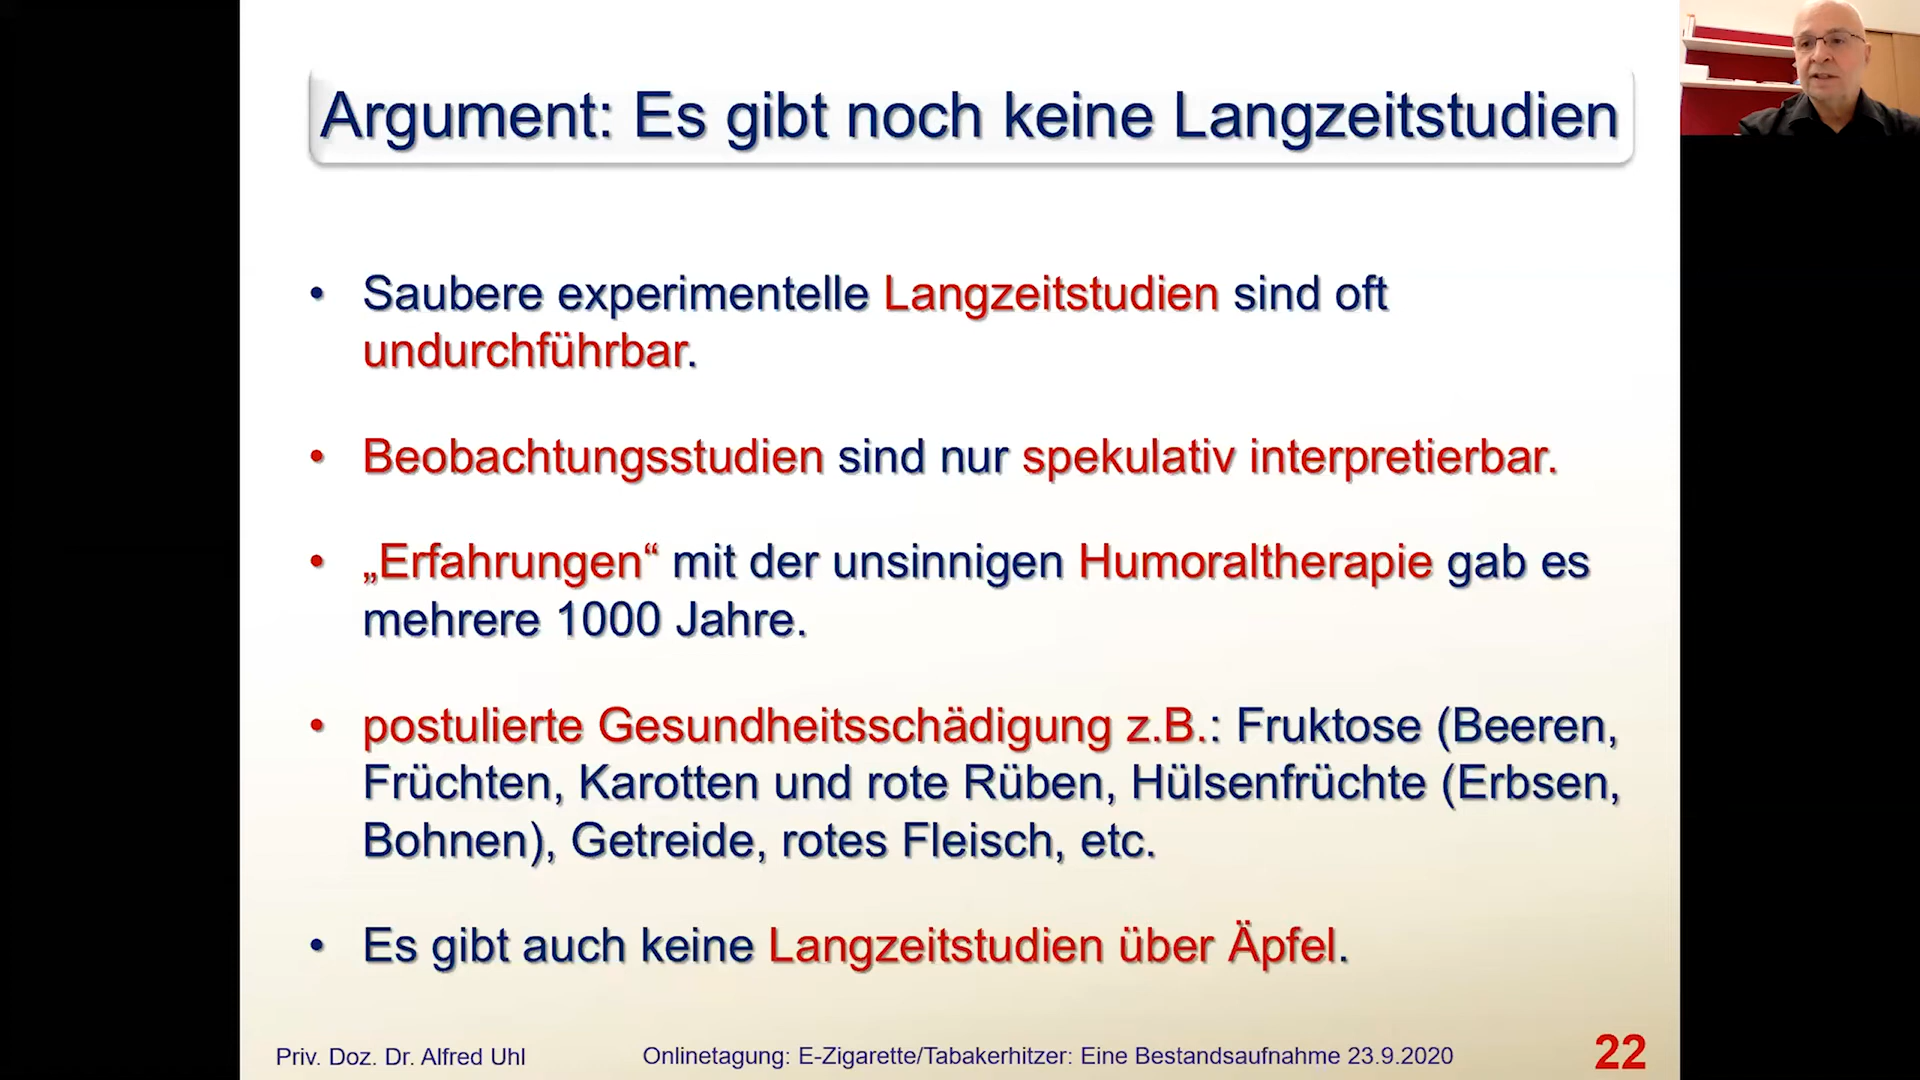 Argument: Es gibt noch keine Langzeitstudien
• Saubere experimentelle Langzeitstudien sind oft
undurchführbar.
• Beobachtungsstudien sind nur spekulativ interpretierbar.
• „Erfahrungen“ mit der unsinnigen Humoraltherapie gab es
mehrere 1000 Jahre.
• postulierte Gesundheitsschädigung z.B.: Fruktose (Beeren,
Früchten, Karotten und rote Rüben, Hülsenfrüchte (Erbsen,
Bohnen), Getreide, rotes Fleisch, etc.
• Es gibt auch keine Langzeitstudien über Äpfel.
Priv. Doz. Dr. Alfred Uhl
Onlinetagung: E-Zigarette/Tabakerhitzer: Eine Bestandsaufnahme 23.9.2020
22